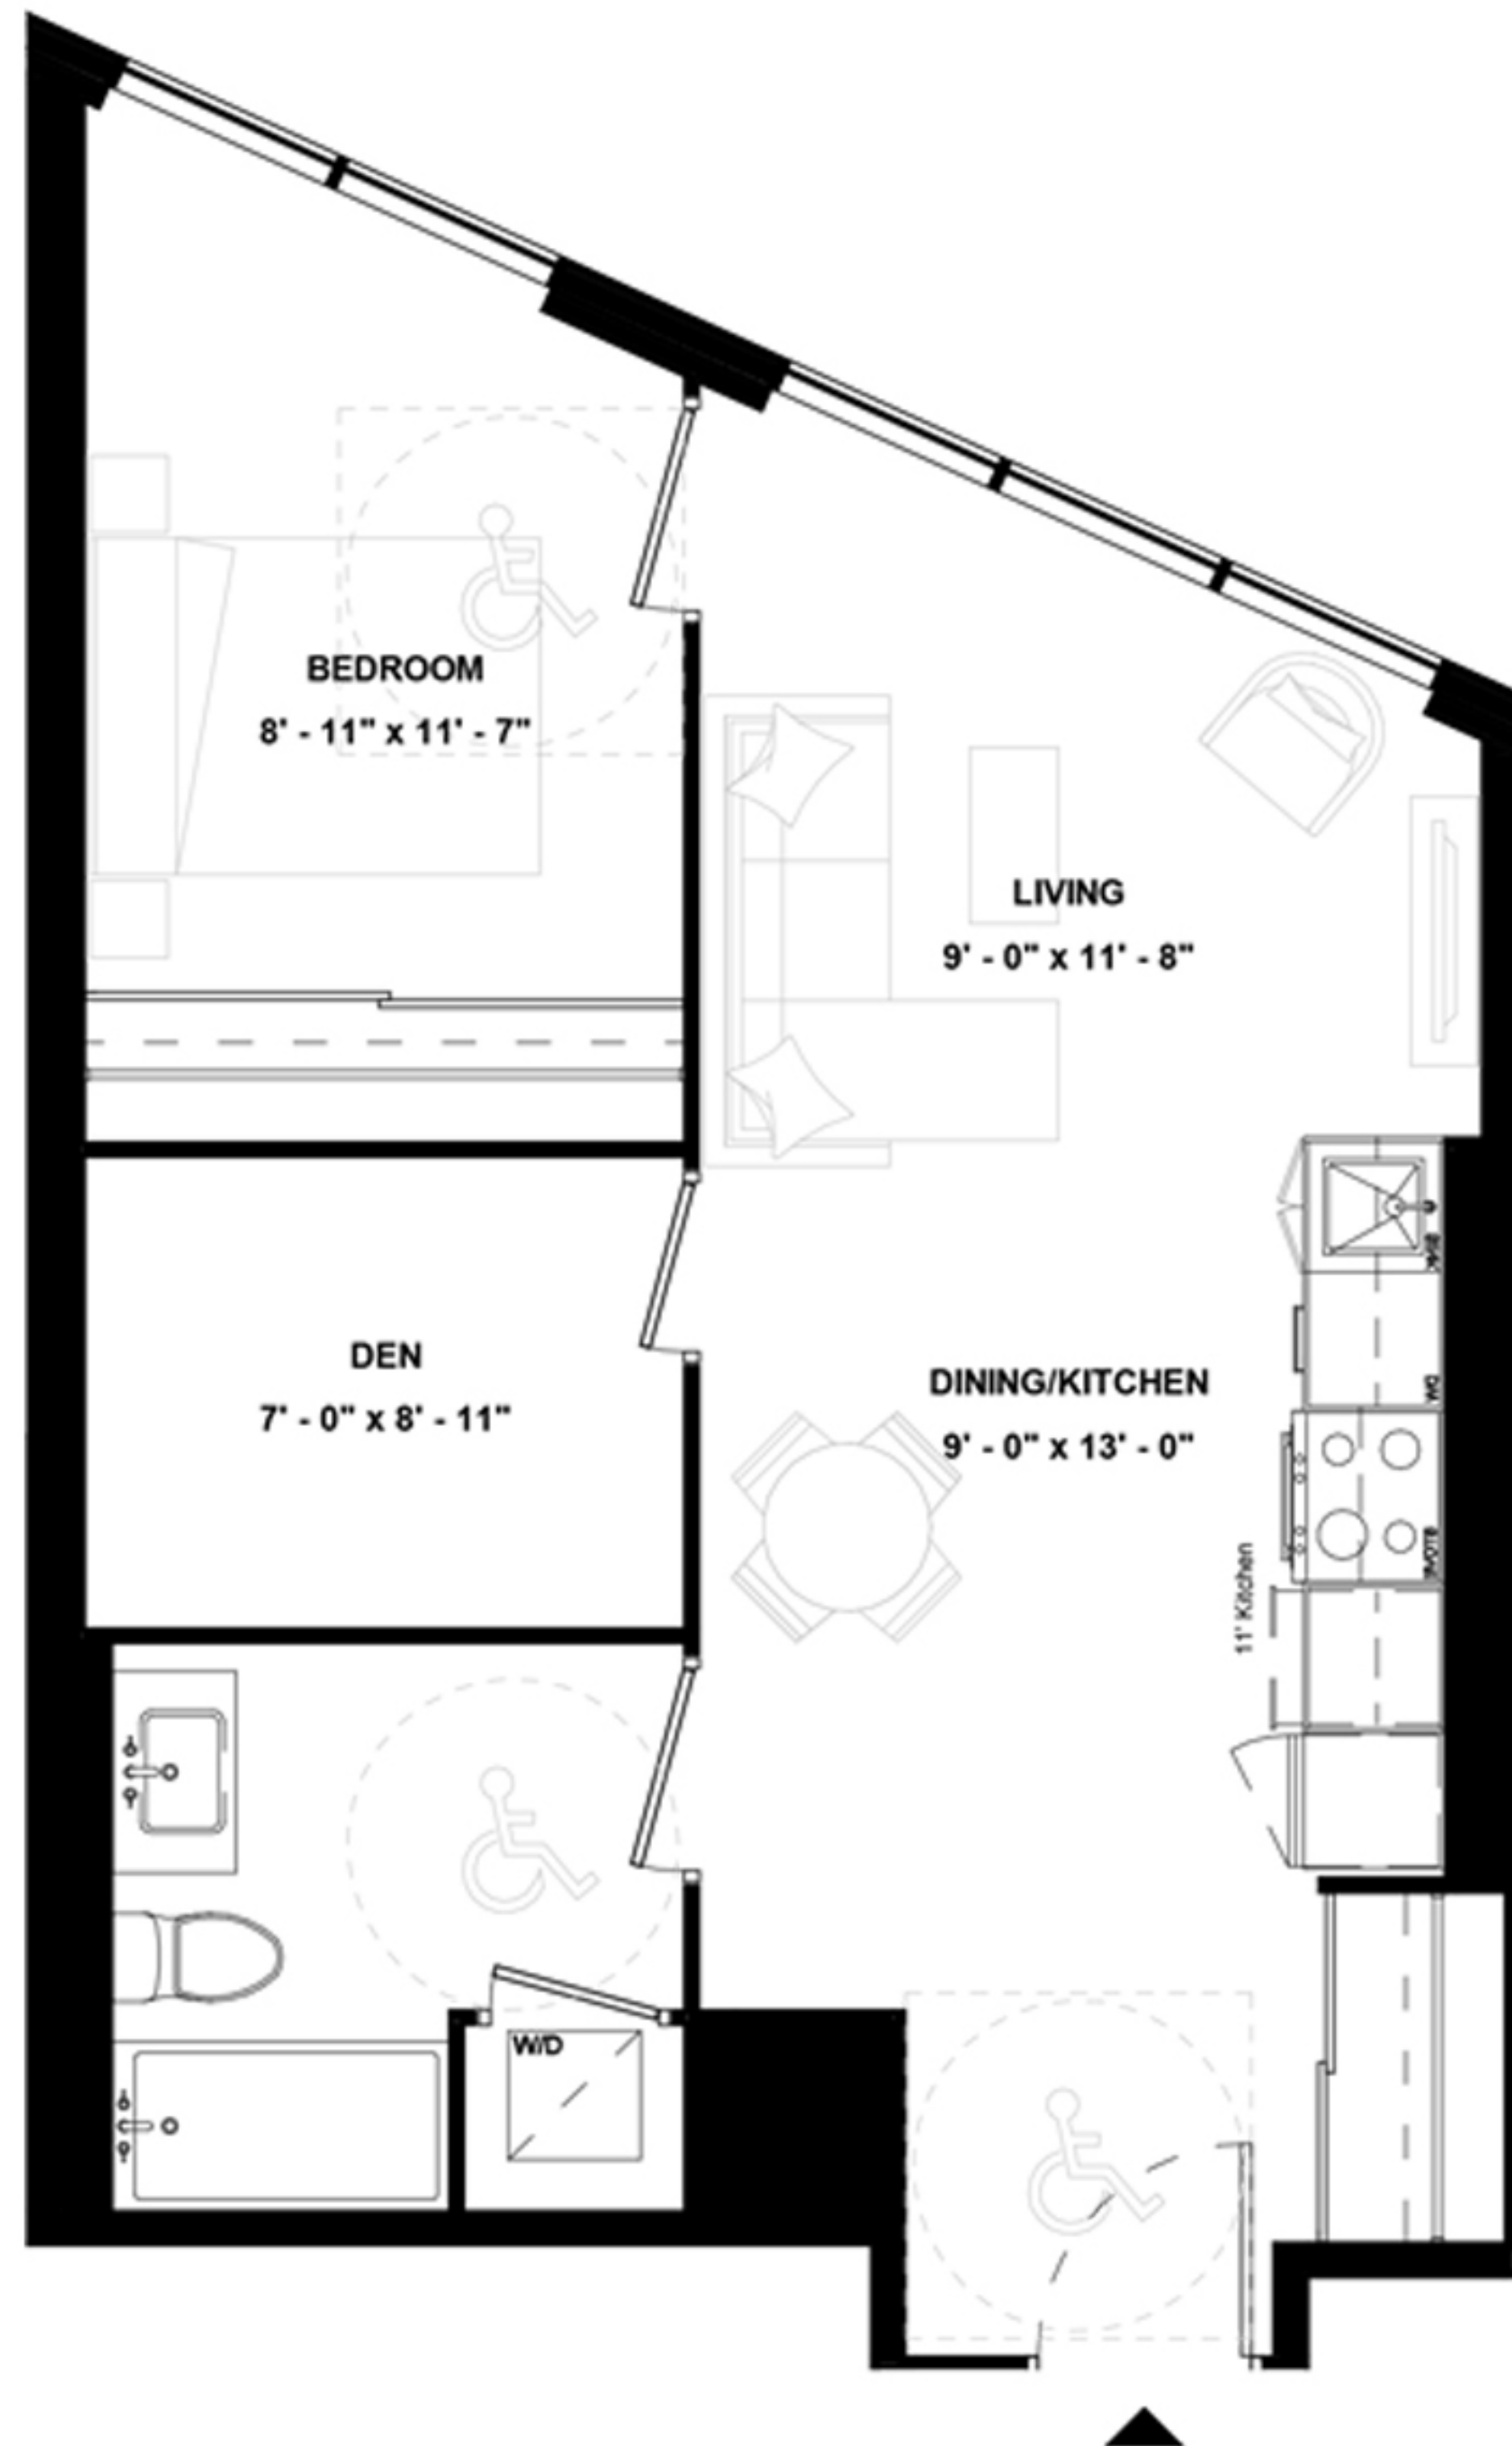 BEDROOM
8' - 11" x 11' - 7"
LIVING
9' - 0" x 11' - 8"
DEN
7' - 0" x 8' - 11"
DINING/KITCHEN
9' - 0" x 13' - 0"
11' Kitchen
W/D